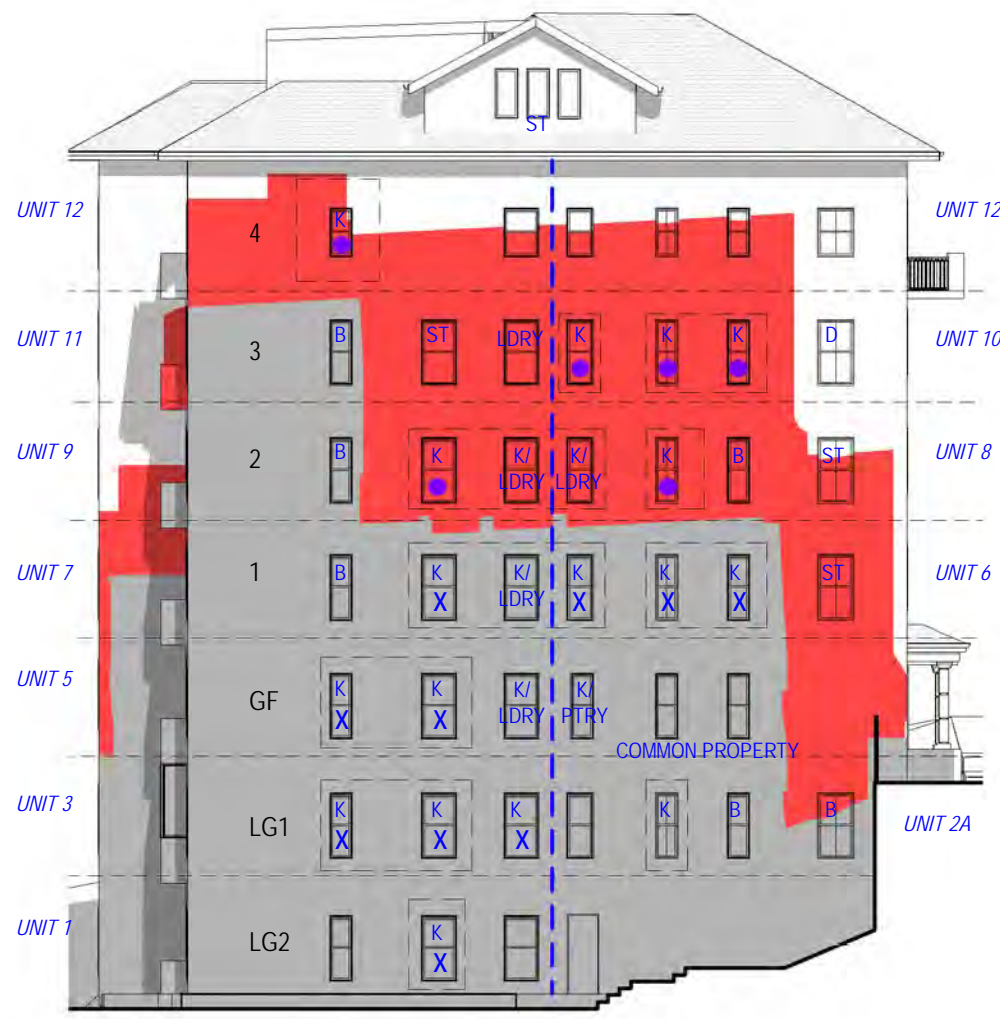 ST
UNIT 12
4
K
UNIT 12
UNIT 11
3
B
ST
LDRY
K
K
K
D
UNIT 10
UNIT 9
2
B
K
K/
LDRY
K/
LDRY
K
B
ST
UNIT 8
UNIT 7
1
B
K
X
K/
LDRY
K
X
K
X
K
X
ST
UNIT 6
UNIT 5
GF
K
X
K
X
K/
LDRY
K/
PTRY
COMMON PROPERTY
UNIT 3
LG1
K
X
K
X
K
X
K
B
B
UNIT 2A
UNIT 1
LG2
K
X